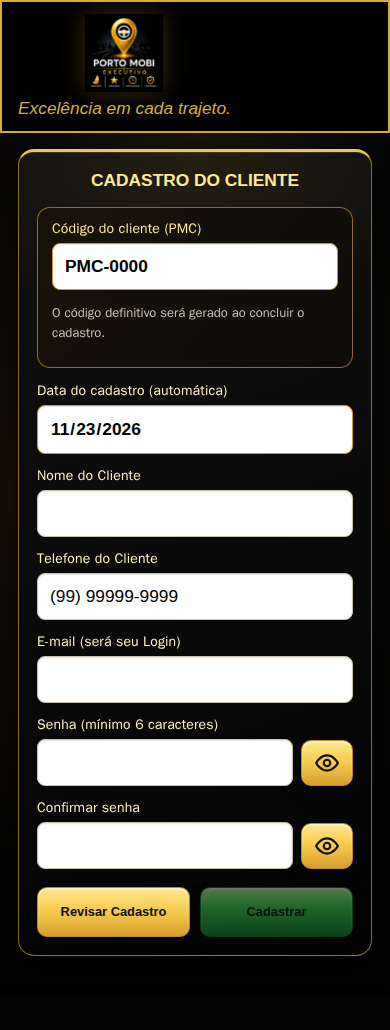 PORTO MOBI
EXECUTIVO
Excelência em cada trajeto.
CADASTRO DO CLIENTE
Código do cliente (PMC)
PMC-0000
O código definitivo será gerado ao concluir o
cadastro.
Data do cadastro (automática)
11/23/2026
Nome do Cliente
Telefone do Cliente
(99) 99999-9999
E-mail (será seu Login)
Senha (mínimo 6 caracteres)
Confirmar senha
Revisar Cadastro
Cadastrar